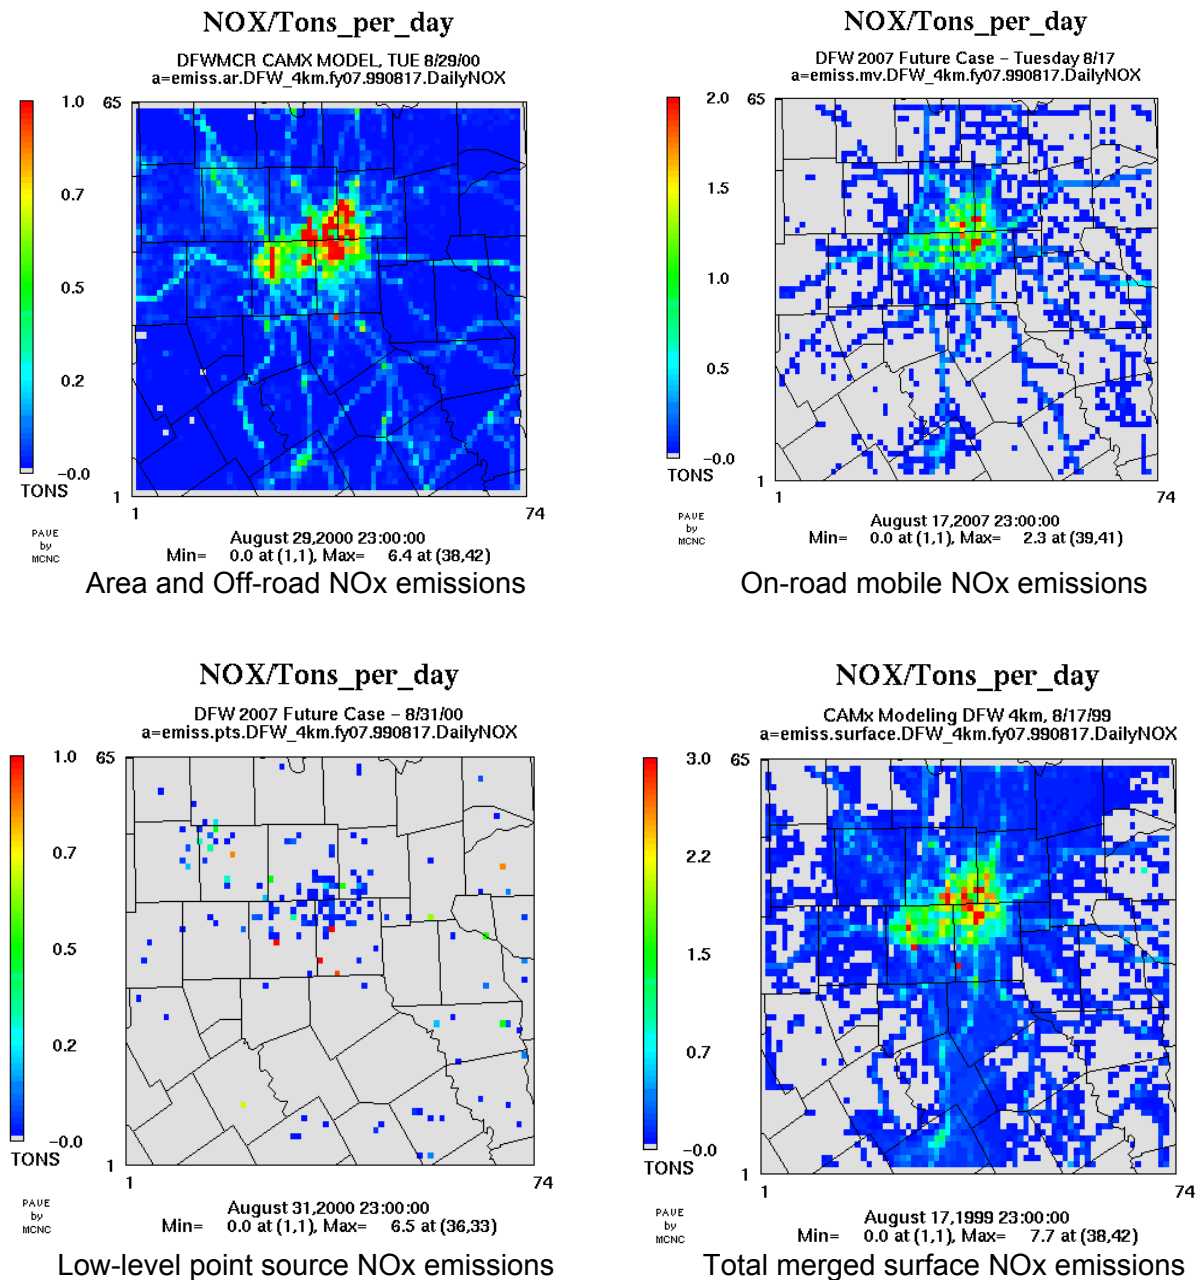 NOX/Tons_per_day
DFWMCR CAMX MODEL, TUE 8/29/00
a=emiss.ar.DFW_4km.fy07.990817.DailyNOX
1.0
0.7
0.5
0.2
−0.0
TONS
65
1
1
74
PAVE
by
MCNC
August 29,2000 23:00:00
Min= 0.0 at (1,1), Max= 6.4 at (38,42)
Area and Off-road NOx emissions
NOX/Tons_per_day
DFW 2007 Future Case − Tuesday 8/17
a=emiss.mv.DFW_4km.fy07.990817.DailyNOX
2.0
1.5
1.0
0.5
−0.0
TONS
65
1
1
74
PAVE
by
MCNC
August 17,2007 23:00:00
Min= 0.0 at (1,1), Max= 2.3 at (39,41)
On-road mobile NOx emissions
NOX/Tons_per_day
DFW 2007 Future Case − 8/31/00
a=emiss.pts.DFW_4km.fy07.990817.DailyNOX
1.0
0.7
0.5
0.2
−0.0
TONS
65
1
1
74
PAVE
by
MCNC
August 31,2000 23:00:00
Min= 0.0 at (1,1), Max= 6.5 at (36,33)
Low-level point source NOx emissions
NOX/Tons_per_day
CAMx Modeling DFW 4km, 8/17/99
a=emiss.surface.DFW_4km.fy07.990817.DailyNOX
3.0
2.2
1.5
0.7
−0.0
TONS
65
1
1
74
PAVE
by
MCNC
August 17,1999 23:00:00
Min= 0.0 at (1,1), Max= 7.7 at (38,42)
Total merged surface NOx emissions